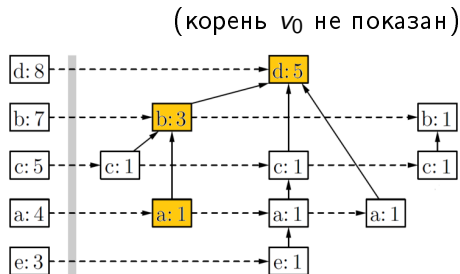 (корень v₀ не показан)
d: 8 d: 5
b: 7 b: 3 b: 1
c: 5 c: 1 c: 1 c: 1
a: 4 a: 1 a: 1 a: 1
e: 3 e: 1